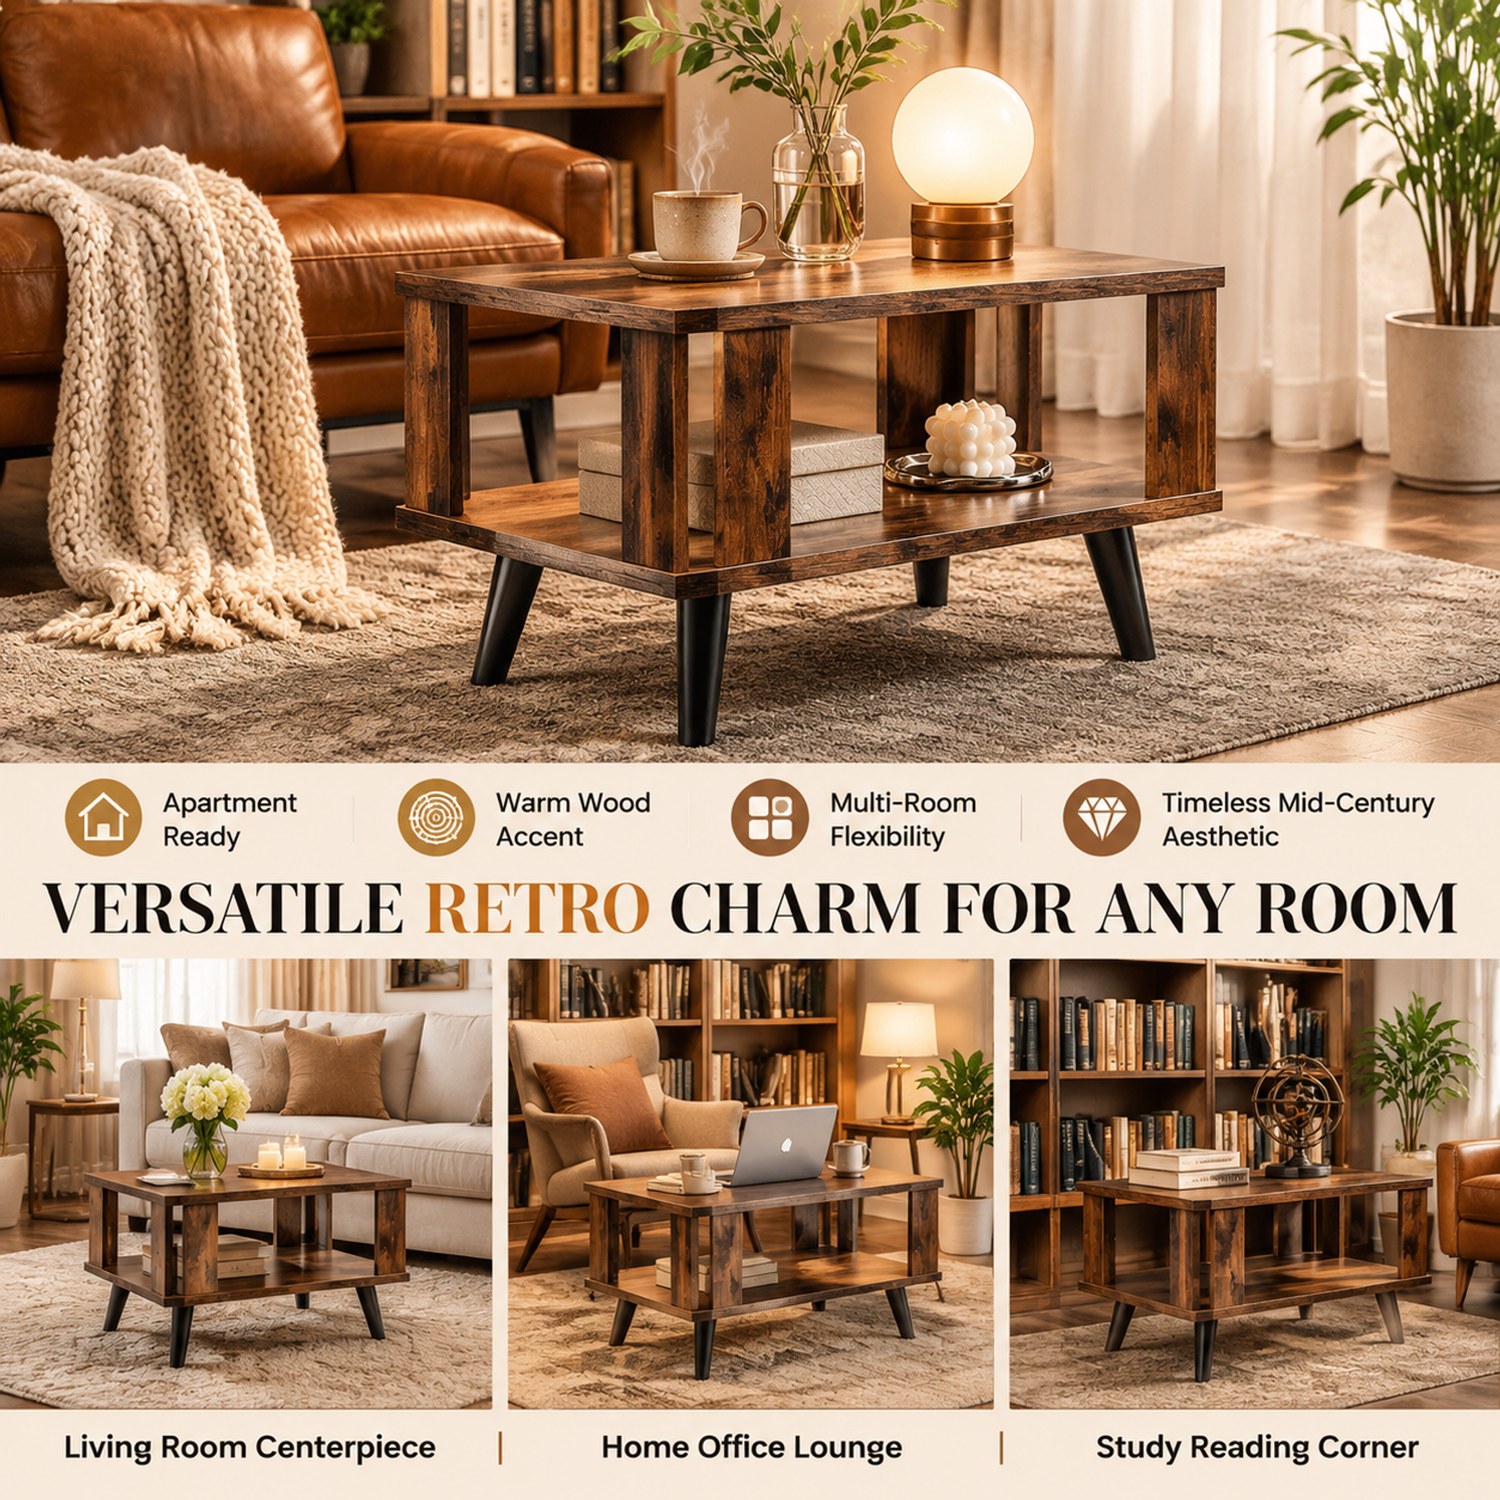 Apartment
Ready
Warm Wood
Accent
Multi-Room
Flexibility
Timeless Mid-Century
Aesthetic
VERSATILE RETRO CHARM FOR ANY ROOM
Living Room Centerpiece
Home Office Lounge
Study Reading Corner